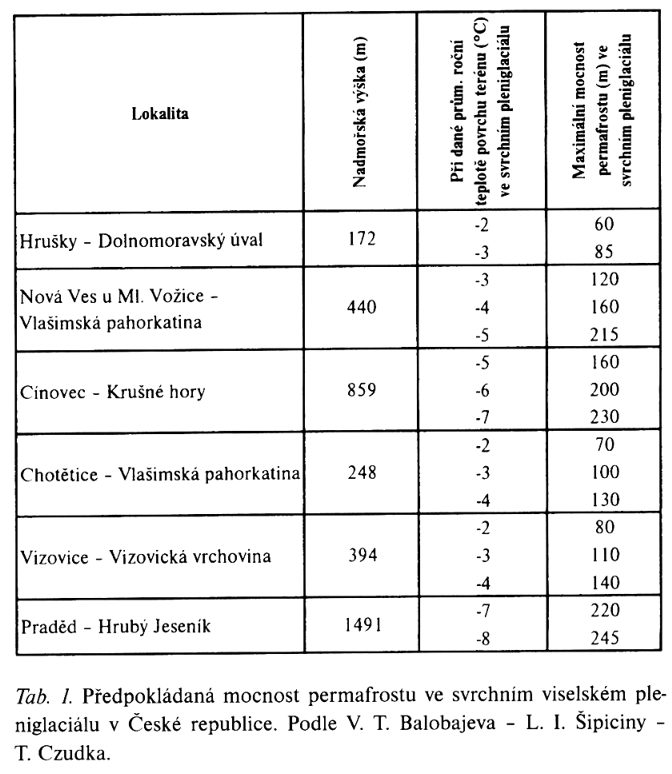 Lokalita
Nadmořská výška (m)
Při dané prům. roční
teplotě povrchu terénu (°C)
ve svrchním pleniglaciálu
Maximální mocnost
permafrostu (m) ve
svrchním pleniglaciálu
Hrušky – Dolnomoravský úval 172 -2 60
-3 85
Nová Ves u Ml. Vožice –
Vlašimská pahorkatina 440 -3 120
-4 160
-5 215
Cínovec – Krušné hory 859 -5 160
-6 200
-7 230
Chotětice – Vlašimská pahorkatina 248 -2 70
-3 100
-4 130
Vizovice – Vizovická vrchovina 394 -2 80
-3 110
-4 140
Praděd – Hrubý Jeseník 1491 -7 220
-8 245
Tab. 1. Předpokládaná mocnost permafrostu ve svrchním viselském ple-
niglaciálu v České republice. Podle V. T. Balobajeva – L. I. Šipiciny –
T. Czudka.